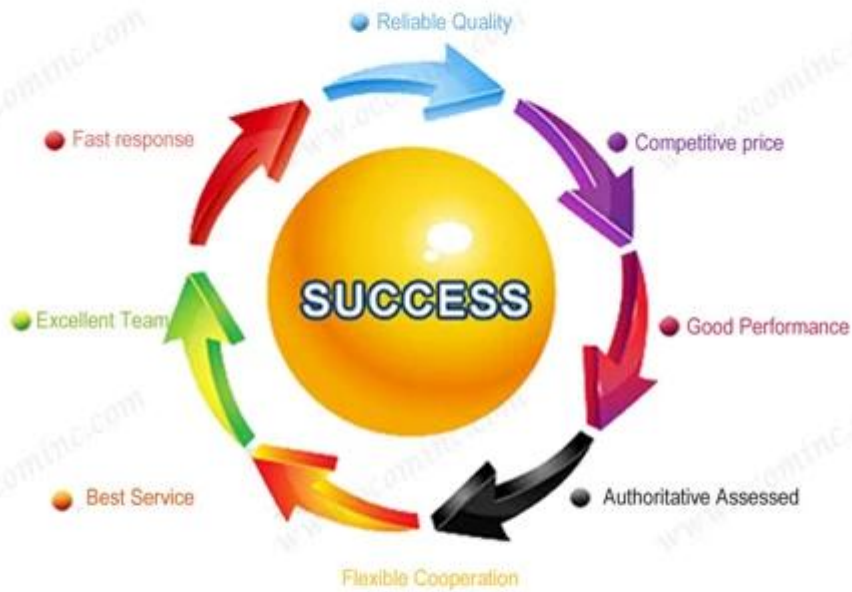 Reliable Quality
Fast response
Competitive price
SUCCESS
Excellent Team
Good Performance
Best Service
Authoritative Assessed
Flexible Cooperation